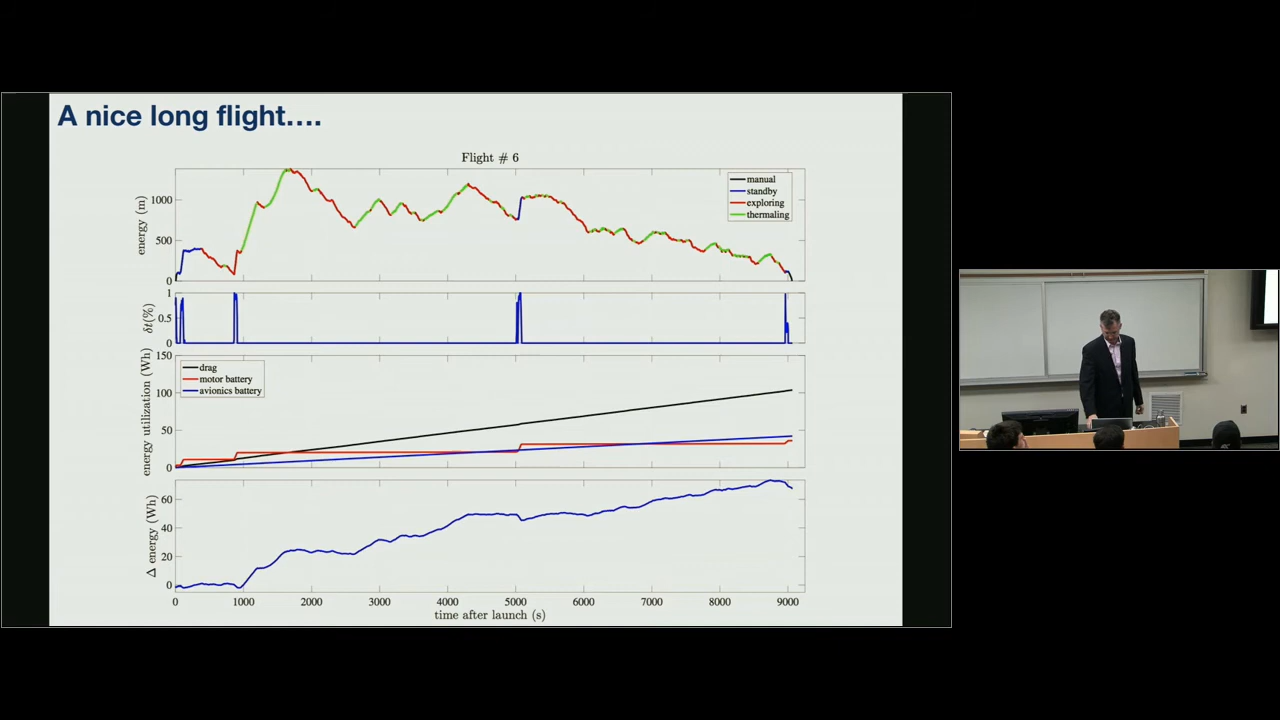 A nice long flight....
Flight # 6
energy (m)
1000
500
0
manual
standby
exploring
thermaling
δt(%)
1
0.5
0
energy utilization (Wh)
150
100
50
0
drag
motor battery
avionics battery
Δ energy (Wh)
60
40
20
0
0 1000 2000 3000 4000 5000 6000 7000 8000 9000
time after launch (s)